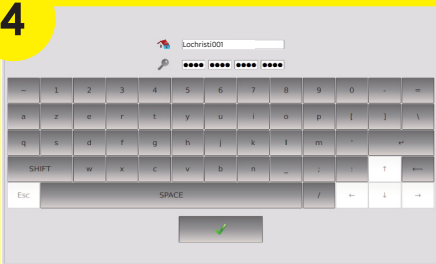 4
Lochristi001
●●●● ●●●● ●●●● ●●●●
~ 1 2 3 4 5 6 7 8 9 0 - =
a z e r t y u i o p [ ] \
q s d f g h j k l m ' ↵
SHIFT w x c v b n _ ; : ↑ ⟵
Esc SPACE / ← ↓ →